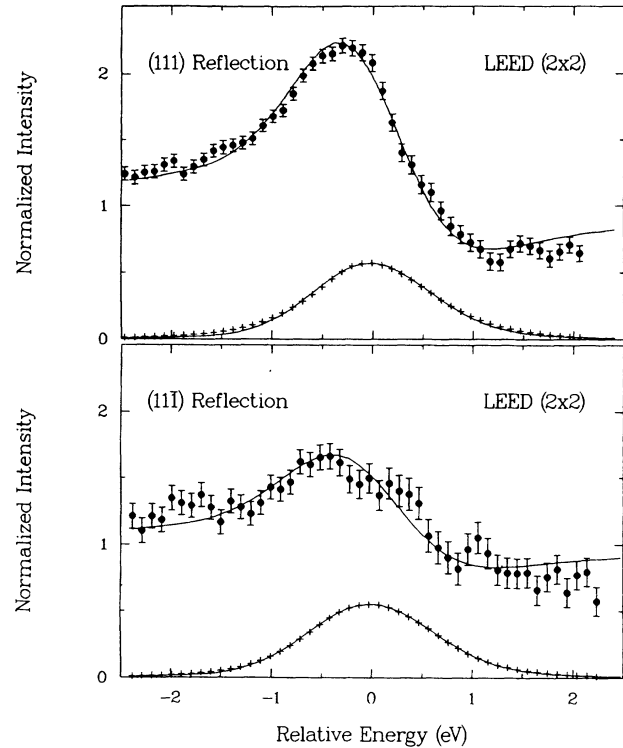 (111) Reflection LEED (2x2)
Normalized Intensity
2
1
0
(111̄) Reflection LEED (2x2)
Normalized Intensity
2
1
0
-2 -1 0 1 2
Relative Energy (eV)